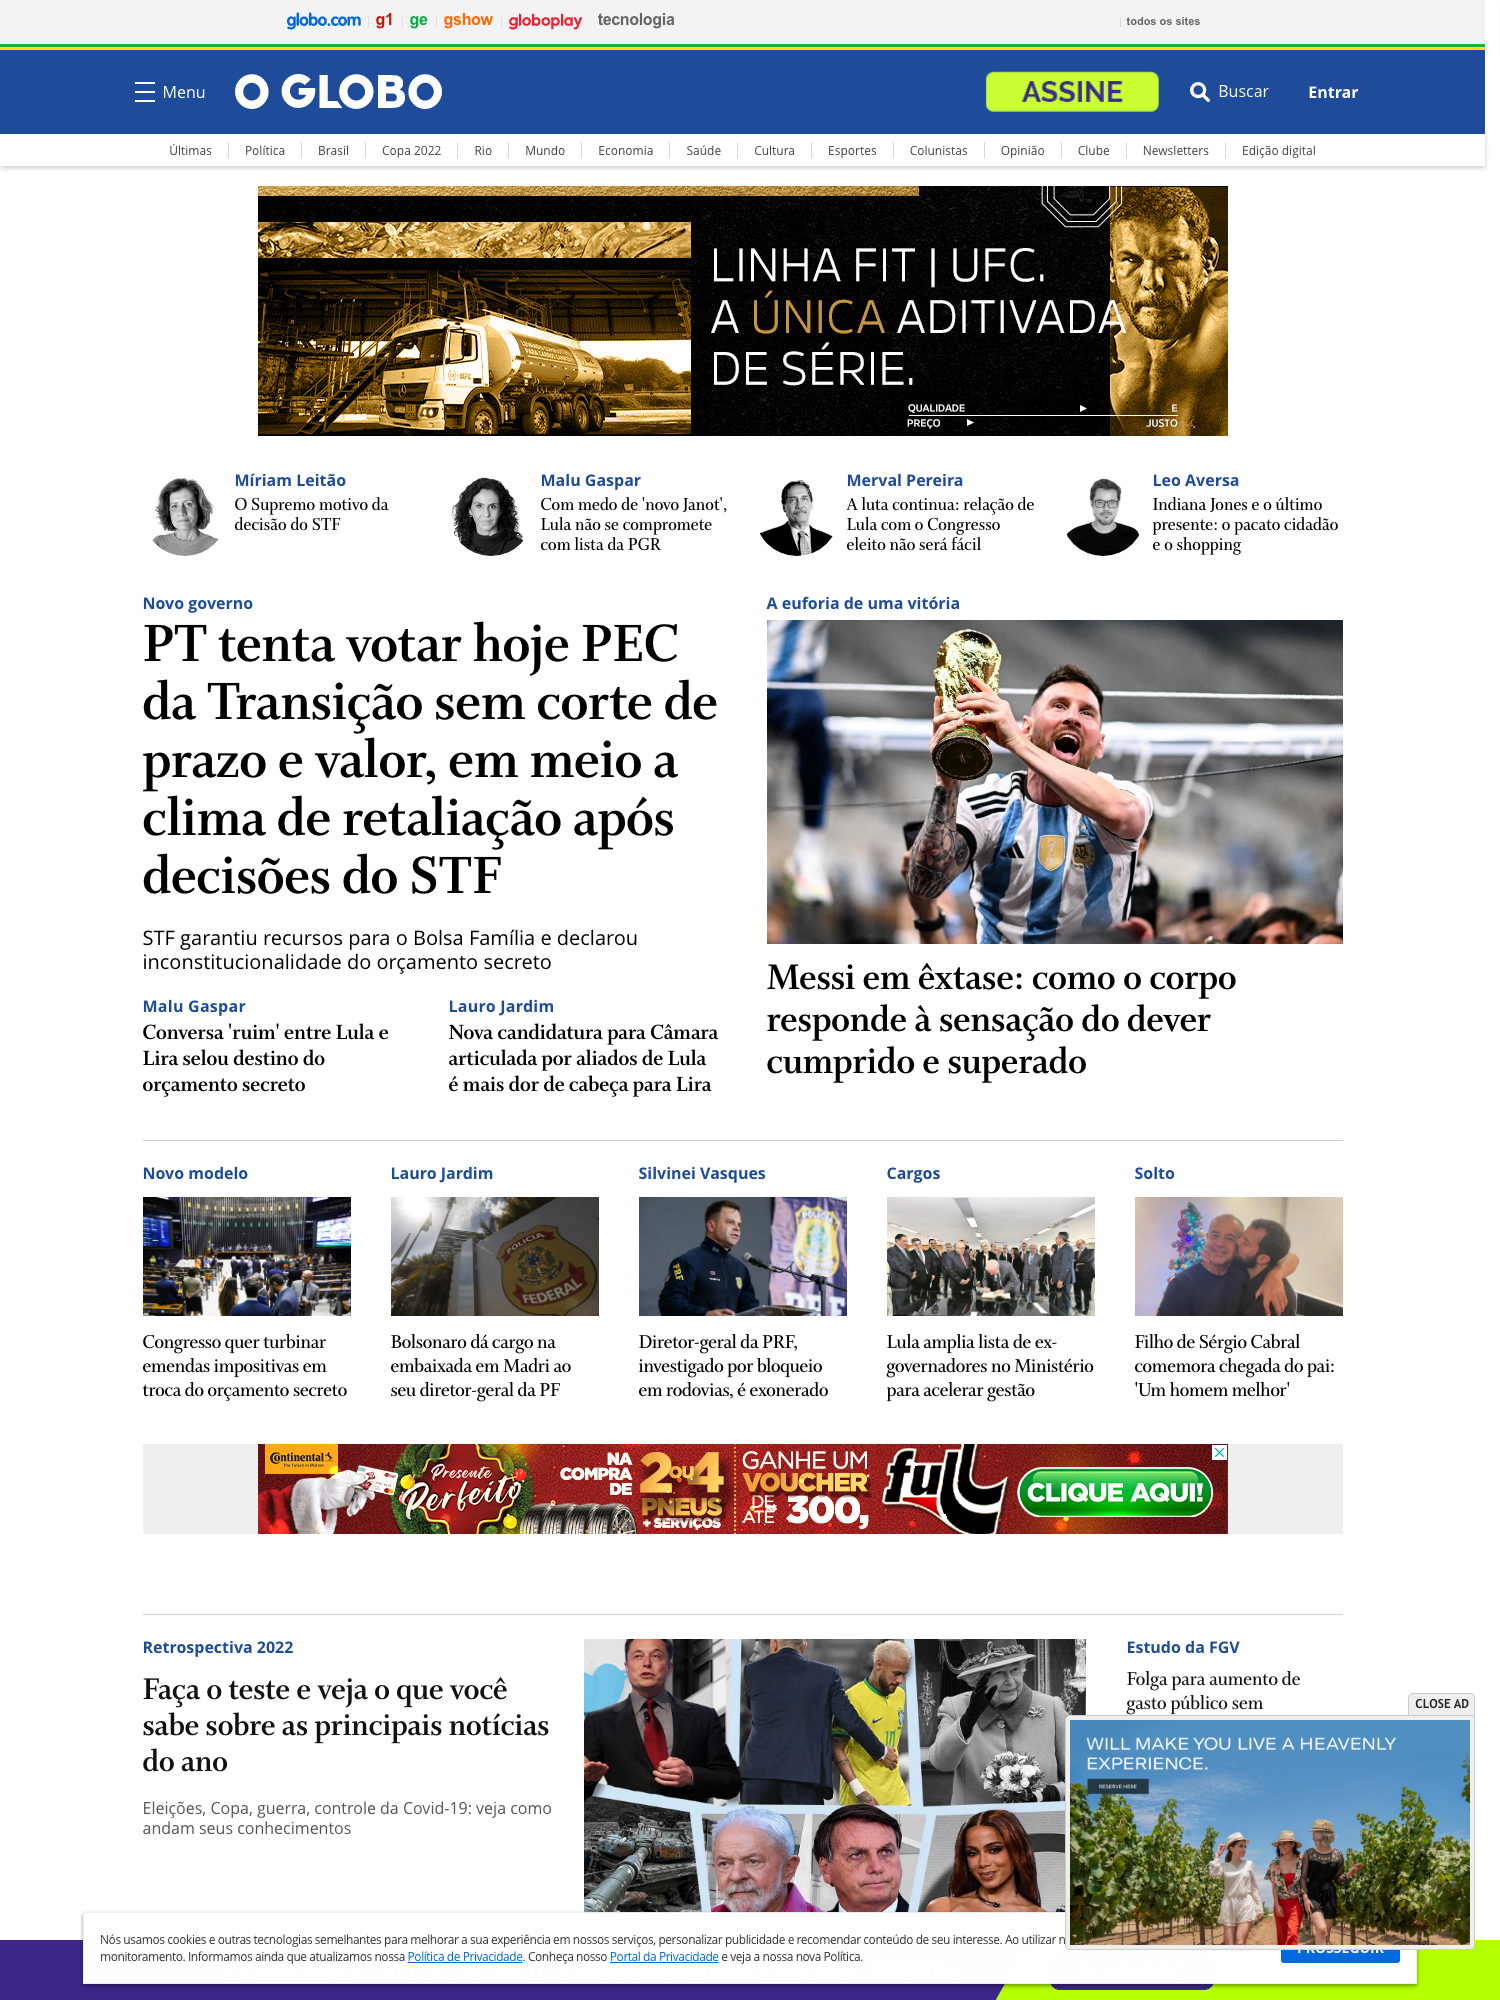 globo.com g1 ge gshow globoplay tecnologia todos os sites
Menu O GLOBO ASSINE Buscar Entrar
Últimas Política Brasil Copa 2022 Rio Mundo Economia Saúde Cultura Esportes Colunistas Opinião Clube Newsletters Edição digital
LINHA FIT | UFC.
A ÚNICA ADITIVADA
DE SÉRIE.
QUALIDADE E
PREÇO JUSTO
Míriam Leitão
O Supremo motivo da
decisão do STF
Malu Gaspar
Com medo de 'novo Janot',
Lula não se compromete
com lista da PGR
Merval Pereira
A luta continua: relação de
Lula com o Congresso
eleito não será fácil
Leo Aversa
Indiana Jones e o último
presente: o pacato cidadão
e o shopping
Novo governo
PT tenta votar hoje PEC
da Transição sem corte de
prazo e valor, em meio a
clima de retaliação após
decisões do STF
STF garantiu recursos para o Bolsa Família e declarou
inconstitucionalidade do orçamento secreto
Malu Gaspar
Conversa 'ruim' entre Lula e
Lira selou destino do
orçamento secreto
Lauro Jardim
Nova candidatura para Câmara
articulada por aliados de Lula
é mais dor de cabeça para Lira
A euforia de uma vitória
Messi em êxtase: como o corpo
responde à sensação do dever
cumprido e superado
Novo modelo
Congresso quer turbinar
emendas impositivas em
troca do orçamento secreto
Lauro Jardim
POLÍCIA
FEDERAL
Bolsonaro dá cargo na
embaixada em Madri ao
seu diretor-geral da PF
Silvinei Vasques
PRF
Diretor-geral da PRF,
investigado por bloqueio
em rodovias, é exonerado
Cargos
Lula amplia lista de ex-
governadores no Ministério
para acelerar gestão
Solto
Filho de Sérgio Cabral
comemora chegada do pai:
'Um homem melhor'
Continental
The Future in Motion
Presente
Perfeito
NA
COMPRA
DE
2 OU 4
PNEUS
+ SERVIÇOS
GANHE UM
VOUCHER
DE
ATÉ
R$ 300,
full
CLIQUE AQUI!
Retrospectiva 2022
Faça o teste e veja o que você
sabe sobre as principais notícias
do ano
Eleições, Copa, guerra, controle da Covid-19: veja como
andam seus conhecimentos
10
Estudo da FGV
Folga para aumento de
gasto público sem
CLOSE AD
WILL MAKE YOU LIVE A HEAVENLY
EXPERIENCE.
RESERVE HERE
Nós usamos cookies e outras tecnologias semelhantes para melhorar a sua experiência em nossos serviços, personalizar publicidade e recomendar conteúdo de seu interesse. Ao utilizar
monitoramento. Informamos ainda que atualizamos nossa Política de Privacidade. Conheça nosso Portal da Privacidade e veja a nossa nova Política.
PROSSEGUIR